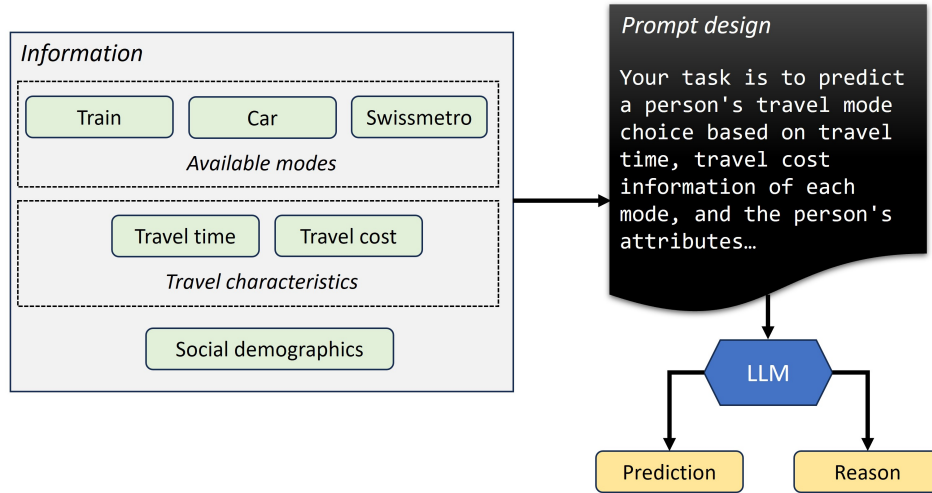 Information
Train
Car
Swissmetro
Available modes
Travel time
Travel cost
Travel characteristics
Social demographics
Prompt design
Your task is to predict
a person's travel mode
choice based on travel
time, travel cost
information of each
mode, and the person's
attributes…
LLM
Prediction
Reason